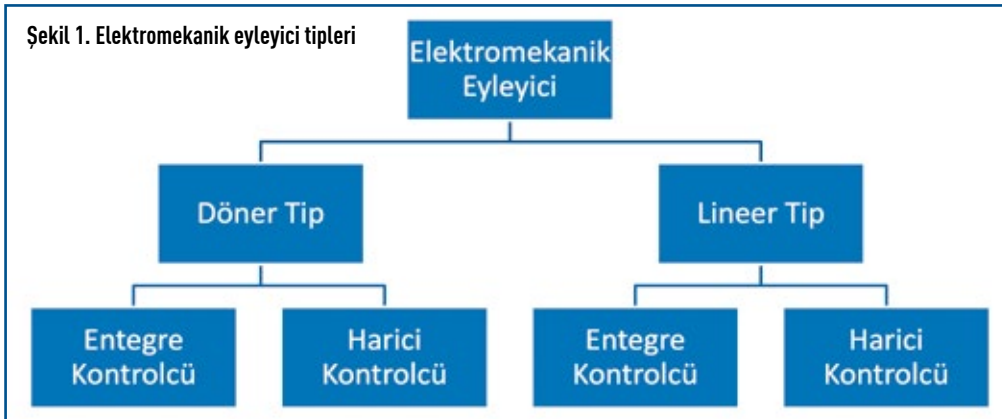 Şekil 1. Elektromekanik eyleyici tipleri
Elektromekanik
Eyleyici
Döner Tip
Lineer Tip
Entegre
Kontrolcü
Harici
Kontrolcü
Entegre
Kontrolcü
Harici
Kontrolcü